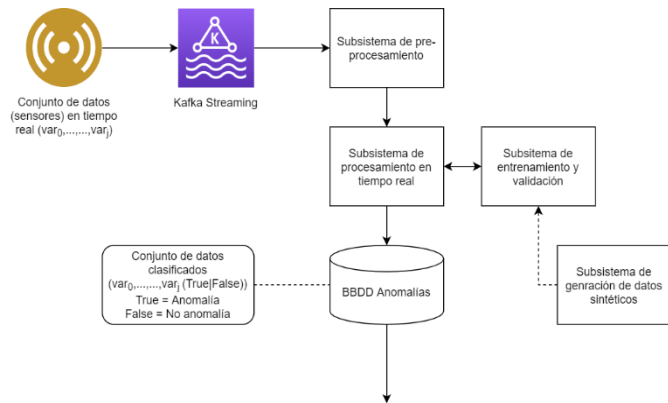 Conjunto de datos
(sensores) en tiempo
real (var0,...,...,varj)
K
Kafka Streaming
Subsistema de pre-
procesamiento
Subsistema de
procesamiento en
tiempo real
Subsitema de
entrenamiento y
validación
Conjunto de datos
clasificados
(var0,...,...,varj (True|False))
True = Anomalía
False = No anomalía
BBDD Anomalías
Subsistema de
genración de datos
sintéticos